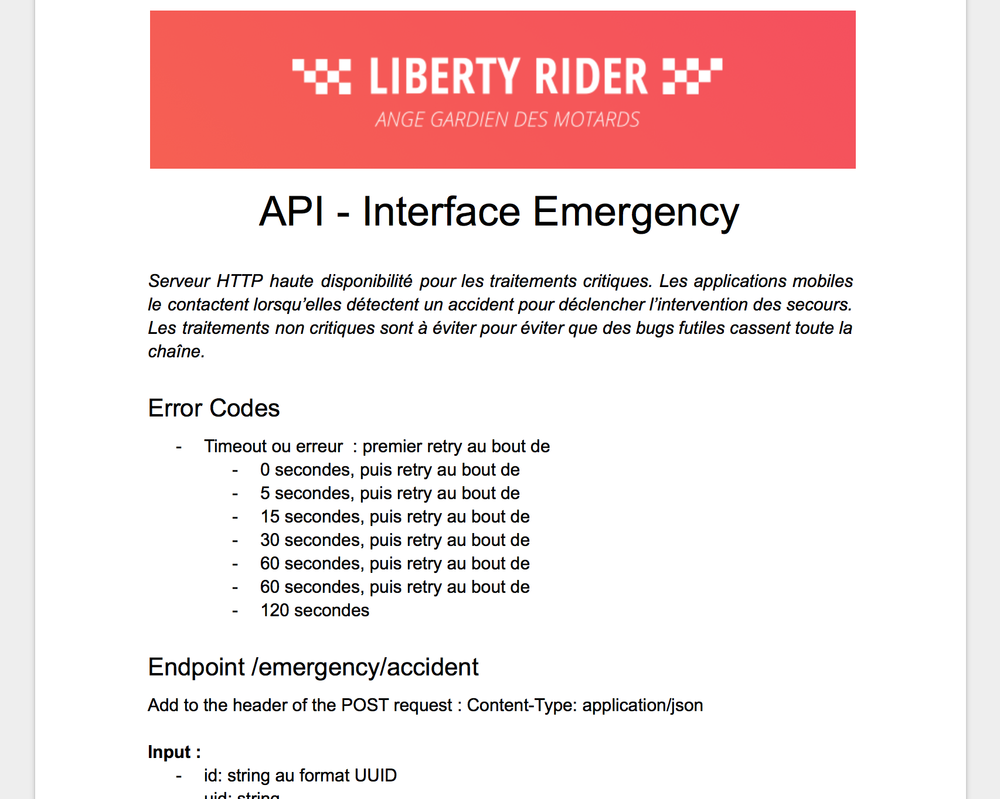 LIBERTY RIDER
ANGE GARDIEN DES MOTARDS
API - Interface Emergency
Serveur HTTP haute disponibilité pour les traitements critiques. Les applications mobiles
le contactent lorsqu’elles détectent un accident pour déclencher l’intervention des secours.
Les traitements non critiques sont à éviter pour éviter que des bugs futiles cassent toute la
chaîne.
Error Codes
- Timeout ou erreur : premier retry au bout de
- 0 secondes, puis retry au bout de
- 5 secondes, puis retry au bout de
- 15 secondes, puis retry au bout de
- 30 secondes, puis retry au bout de
- 60 secondes, puis retry au bout de
- 60 secondes, puis retry au bout de
- 120 secondes
Endpoint /emergency/accident
Add to the header of the POST request : Content-Type: application/json
Input :
- id: string au format UUID
uid: string